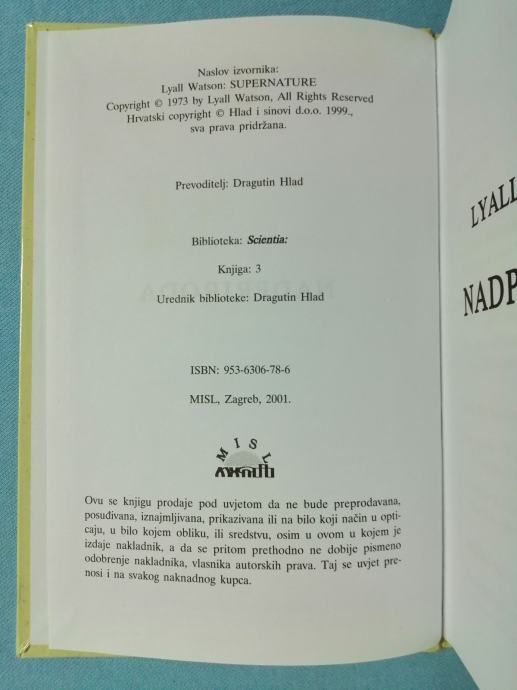 Naslov izvornika:
Lyall Watson: SUPERNATURE
Copyright © 1973 by Lyall Watson, All Rights Reserved
Hrvatski copyright © Hlad i sinovi d.o.o. 1999.,
sva prava pridržana.
Prevoditelj: Dragutin Hlad
Biblioteka: Scientia:
Knjiga: 3
Urednik biblioteke: Dragutin Hlad
ISBN: 953-6306-78-6
MISL, Zagreb, 2001.
MISL
Ovu se knjigu prodaje pod uvjetom da ne bude preprodavana,
posuđivana, iznajmljivana, prikazivana ili na bilo koji način u opti-
caju, u bilo kojem obliku, ili sredstvu, osim u ovom u kojem je
izdaje nakladnik, a da se pritom prethodno ne dobije pismeno
odobrenje nakladnika, vlasnika autorskih prava. Taj se uvjet pre-
nosi i na svakog naknadnog kupca.
LYALL
NADP